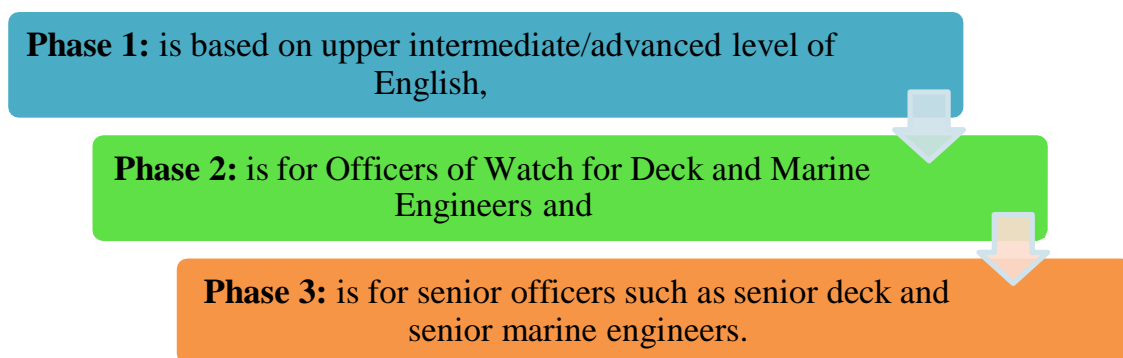 Phase 1: is based on upper intermediate/advanced level of
English,
Phase 2: is for Officers of Watch for Deck and Marine
Engineers and
Phase 3: is for senior officers such as senior deck and
senior marine engineers.